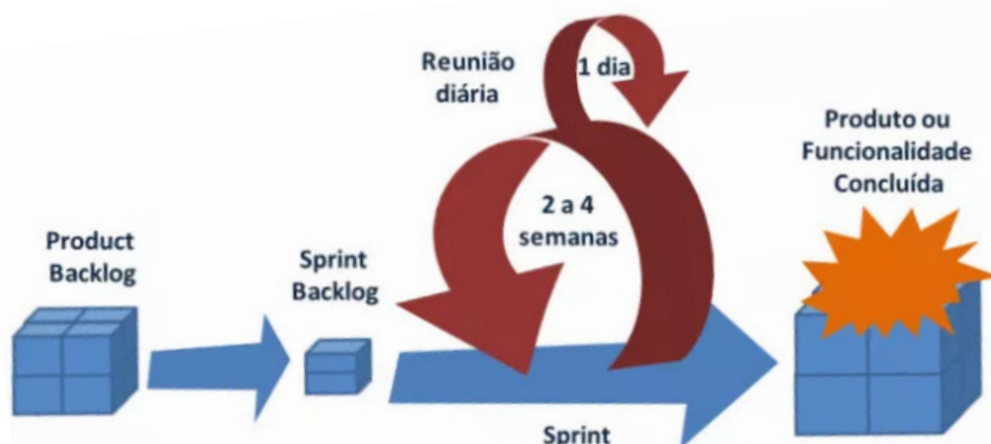 Product
Backlog
Sprint
Backlog
Reunião
diária
1 dia
2 a 4
semanas
Sprint
Produto ou
Funcionalidade
Concluída